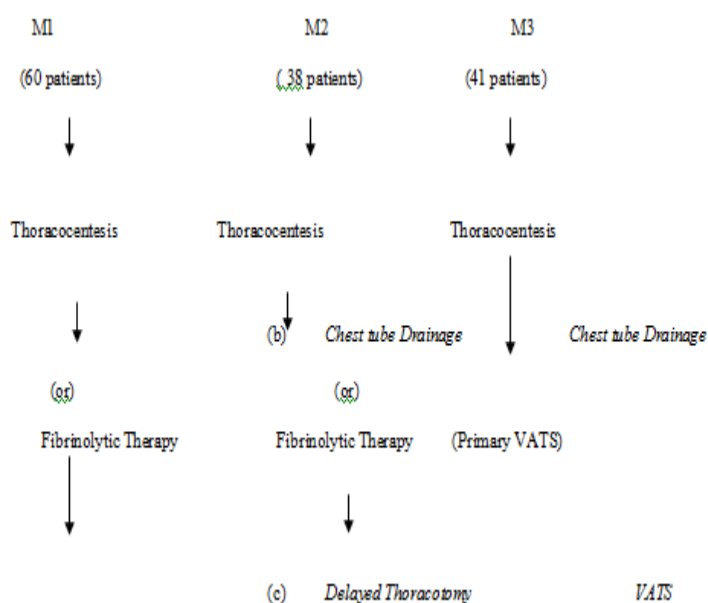 M1 M2 M3
(60 patients) ( 38 patients) (41 patients)
Thoracocentesis Thoracocentesis Thoracocentesis
(b) Chest tube Drainage Chest tube Drainage
(or) (or)
Fibrinolytic Therapy Fibrinolytic Therapy (Primary VATS)
(c) Delayed Thoracotomy VATS